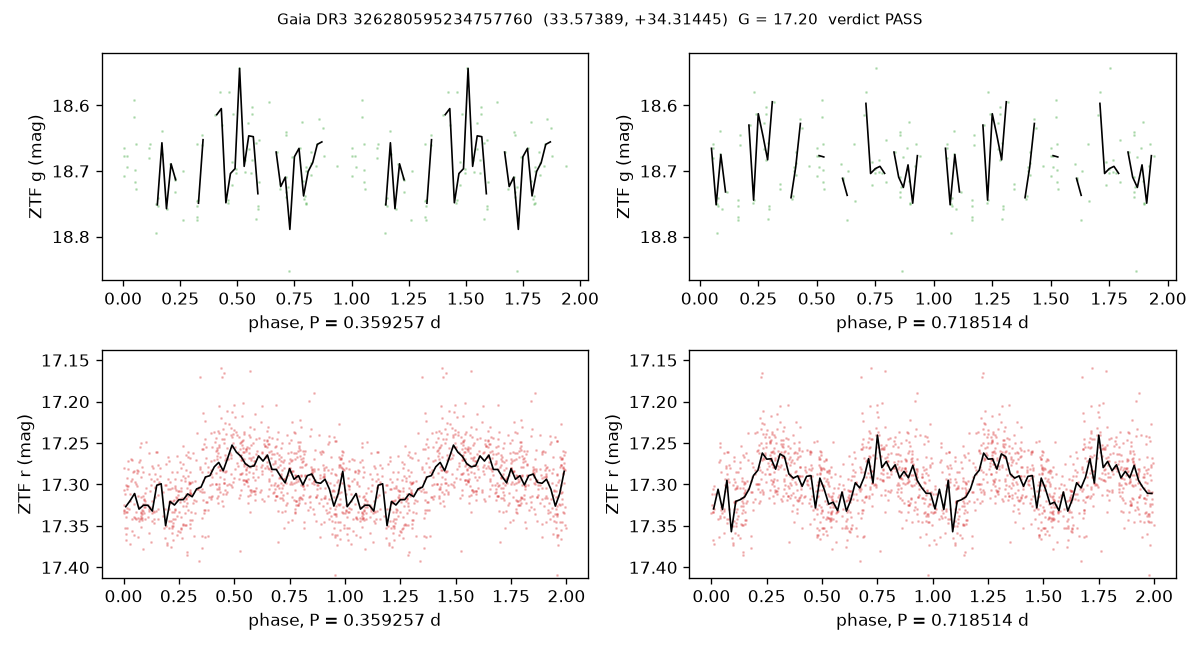 Gaia DR3 326280595234757760  (33.57389, +34.31445)  G = 17.20  verdict PASS
ZTF g (mag)
18.6
18.7
18.8
0.00 0.25 0.50 0.75 1.00 1.25 1.50 1.75 2.00
phase, P = 0.359257 d
ZTF g (mag)
18.6
18.7
18.8
0.00 0.25 0.50 0.75 1.00 1.25 1.50 1.75 2.00
phase, P = 0.718514 d
ZTF r (mag)
17.15
17.20
17.25
17.30
17.35
17.40
0.00 0.25 0.50 0.75 1.00 1.25 1.50 1.75 2.00
phase, P = 0.359257 d
ZTF r (mag)
17.15
17.20
17.25
17.30
17.35
17.40
0.00 0.25 0.50 0.75 1.00 1.25 1.50 1.75 2.00
phase, P = 0.718514 d